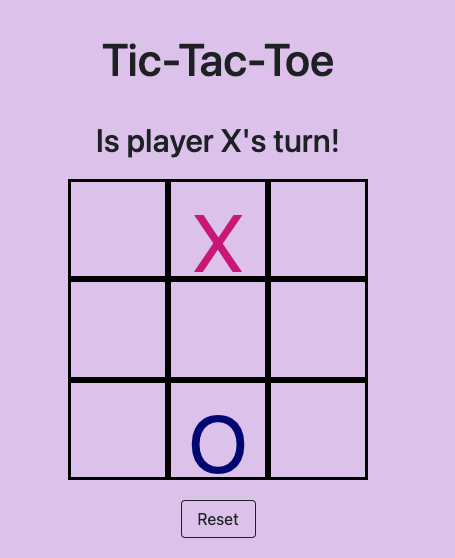 Tic-Tac-Toe
Is player X's turn!
X
O
Reset